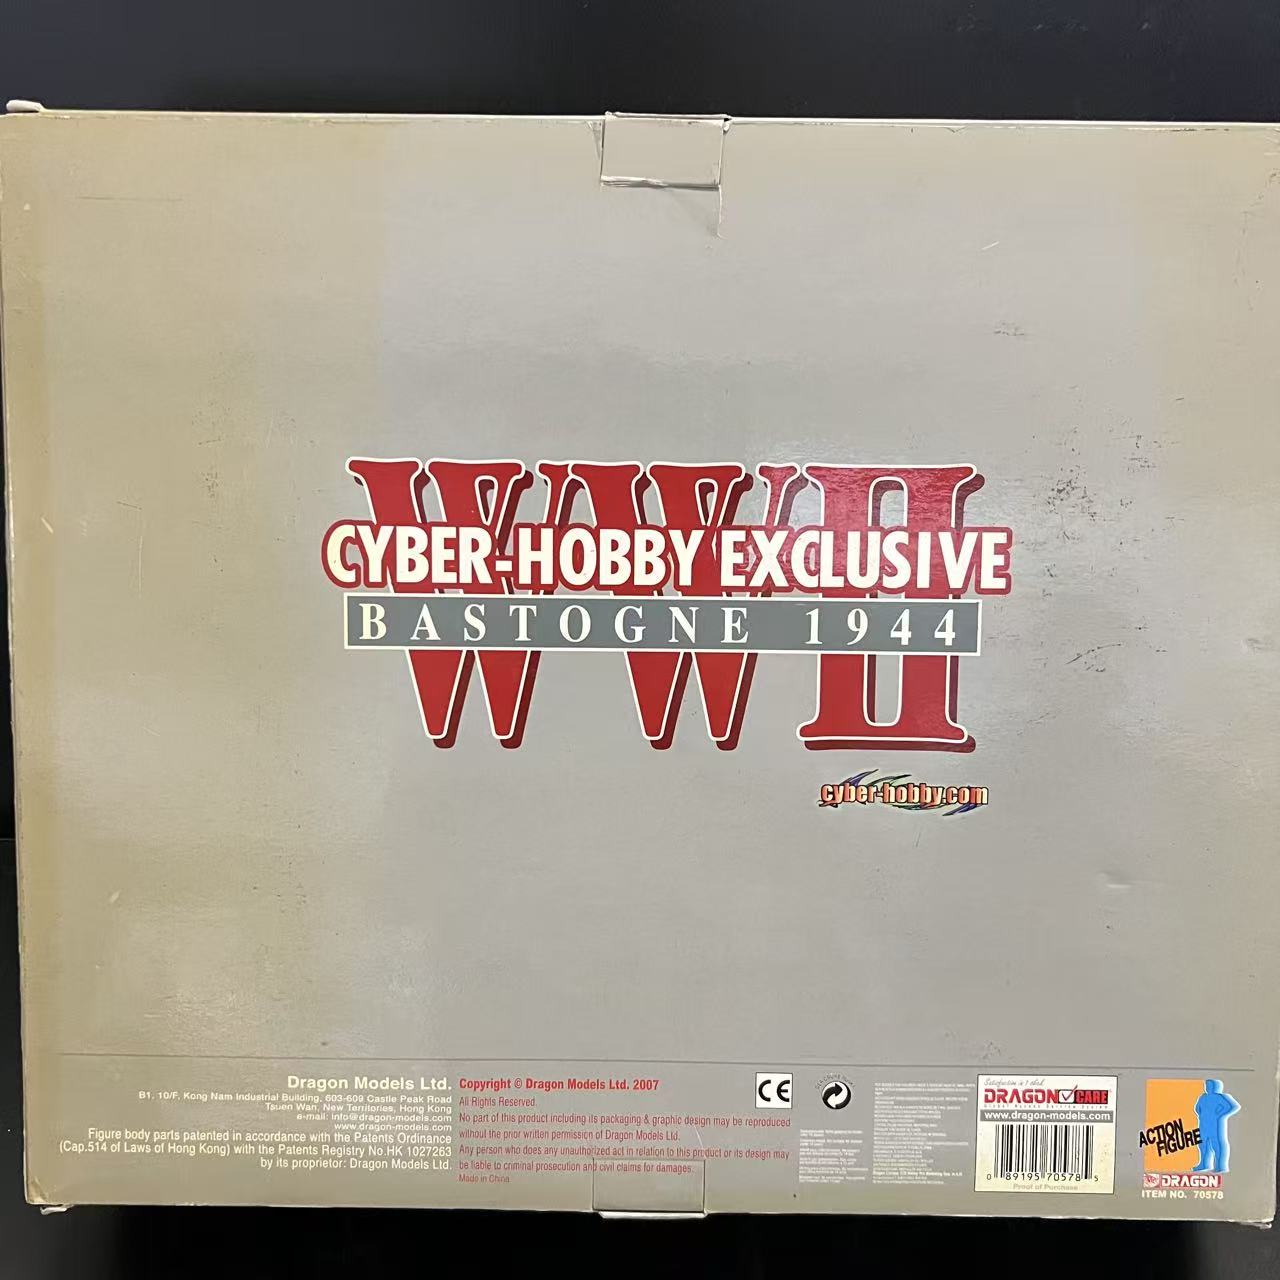 WWII
CYBER-HOBBY EXCLUSIVE
BASTOGNE 1944
cyber-hobby.com
Dragon Models Ltd.
B1, 10/F, Kong Nam Industrial Building, 603-609 Castle Peak Road
Tsuen Wan, New Territories, Hong Kong
e-mail: info@dragon-models.com
www.dragon-models.com
Figure body parts patented in accordance with the Patents Ordinance
(Cap.514 of Laws of Hong Kong) with the Patents Registry No.HK 1027263
by its proprietor: Dragon Models Ltd.
Copyright © Dragon Models Ltd. 2007
All Rights Reserved.
No part of this product including its packaging & graphic design may be reproduced
without the prior written permission of Dragon Models Ltd.
Any person who does any unauthorized act in relation to this product or its design may
be liable to criminal prosecution and civil claims for damages.
Made in China
CE
DRAGON CARE
www.dragon-models.com
0 89195 70578 5
Proof of Purchase
ACTION
FIGURE
DRAGON
ITEM NO. 70578